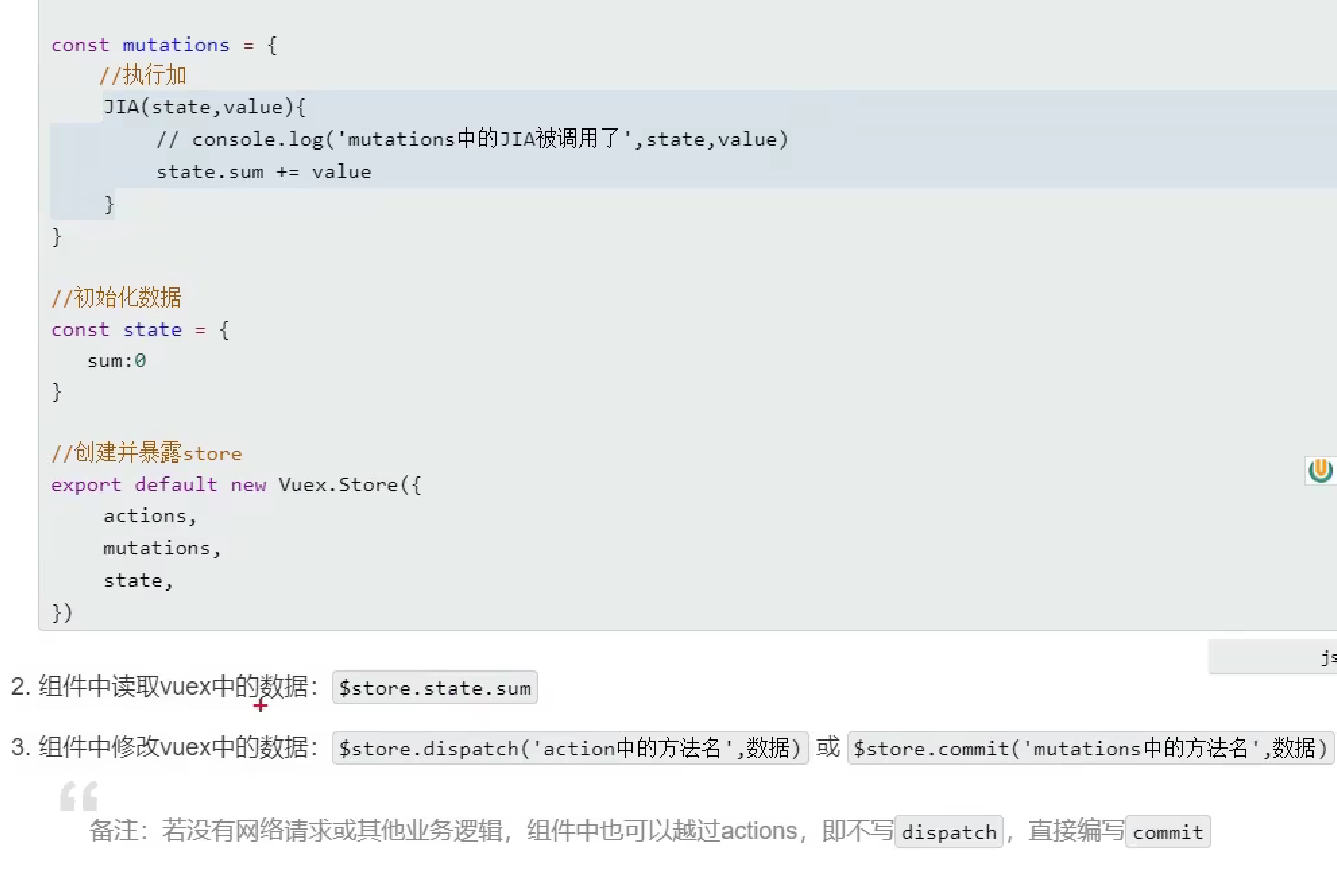 const mutations = {
//执行加
JIA(state,value){
// console.log('mutations中的JIA被调用了',state,value)
state.sum += value
}
}
//初始化数据
const state = {
sum:0
}
//创建并暴露store
export default new Vuex.Store({
actions,
mutations,
state,
})
js
2. 组件中读取vuex中的数据：$store.state.sum
3. 组件中修改vuex中的数据：$store.dispatch('action中的方法名',数据) 或 $store.commit('mutations中的方法名',数据)
备注：若没有网络请求或其他业务逻辑，组件中也可以越过actions，即不写dispatch，直接编写commit